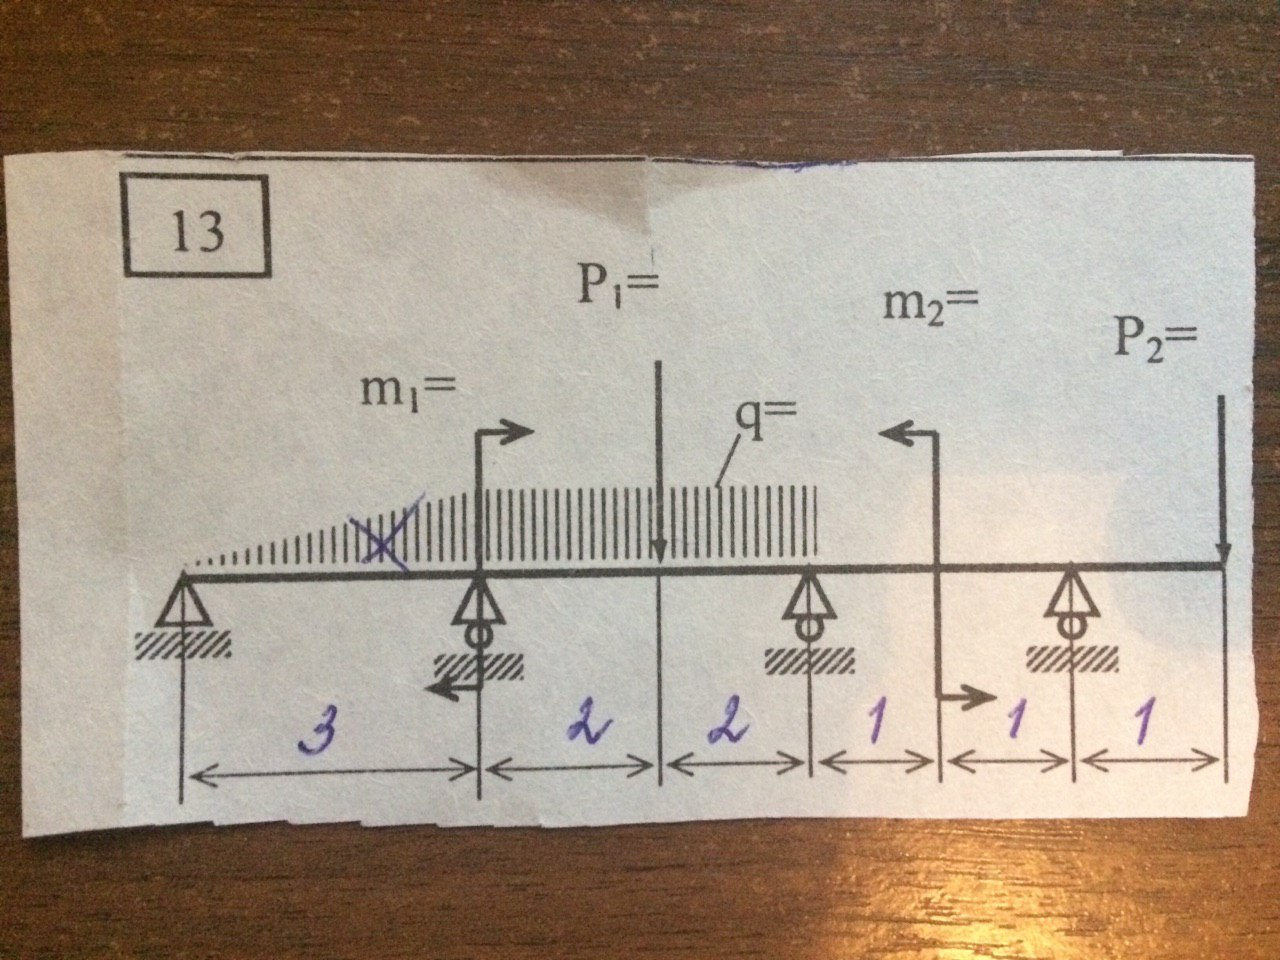 13
P₁=
m₂=
P₂=
m₁=
q=
3 2 2 1 1 1